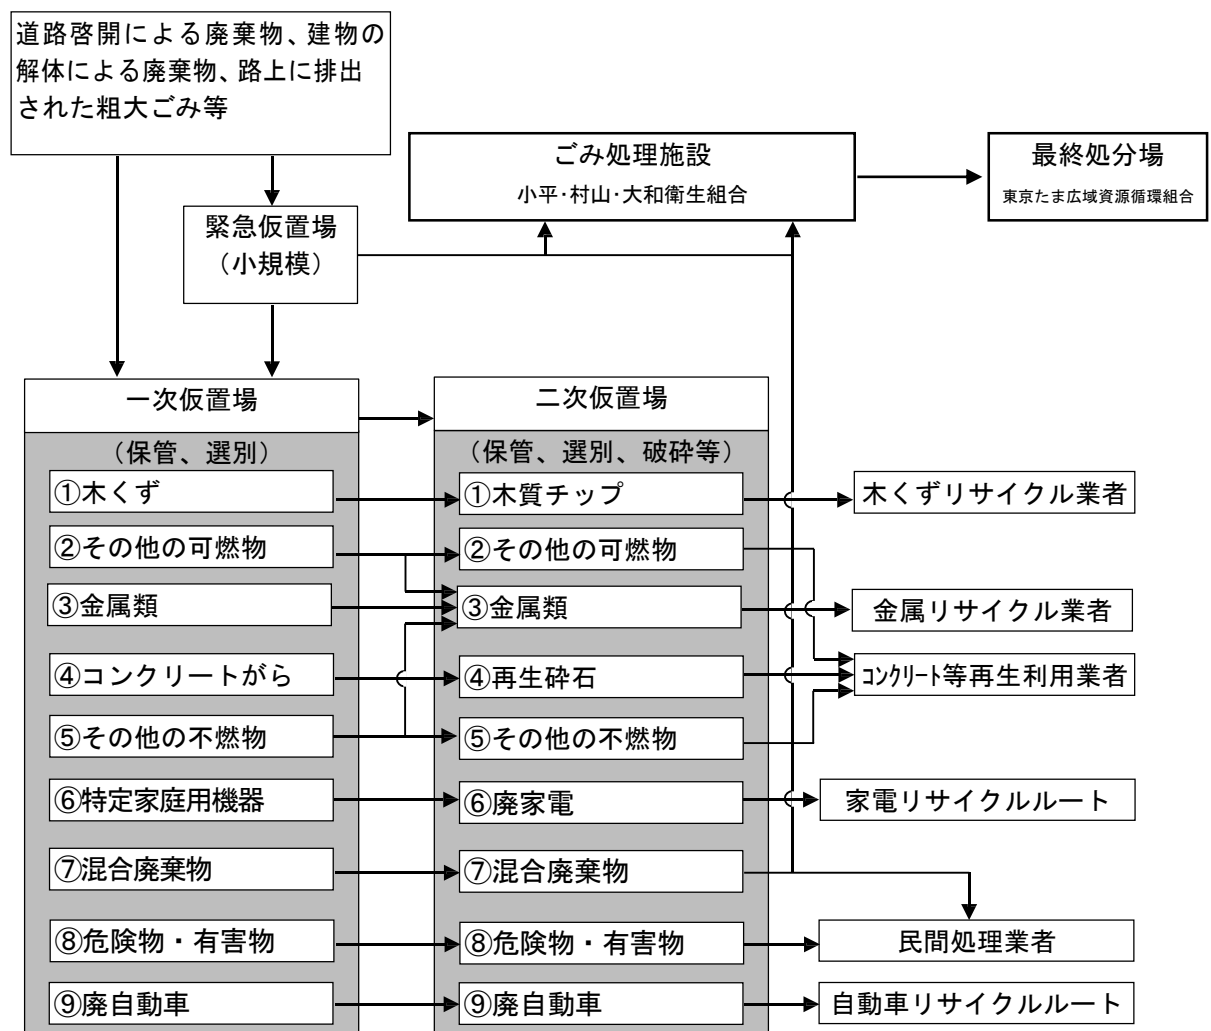 道路啓開による廃棄物、建物の
解体による廃棄物、路上に排出
された粗大ごみ等
ごみ処理施設
小平･村山･大和衛生組合
最終処分場
東京たま広域資源循環組合
緊急仮置場
（小規模）
一次仮置場
（保管、選別）
①木くず
②その他の可燃物
③金属類
④コンクリートがら
⑤その他の不燃物
⑥特定家庭用機器
⑦混合廃棄物
⑧危険物・有害物
⑨廃自動車
二次仮置場
（保管、選別、破砕等）
①木質チップ
②その他の可燃物
③金属類
④再生砕石
⑤その他の不燃物
⑥廃家電
⑦混合廃棄物
⑧危険物・有害物
⑨廃自動車
木くずリサイクル業者
金属リサイクル業者
ｺﾝｸﾘｰﾄ等再生利用業者
家電リサイクルルート
民間処理業者
自動車リサイクルルート